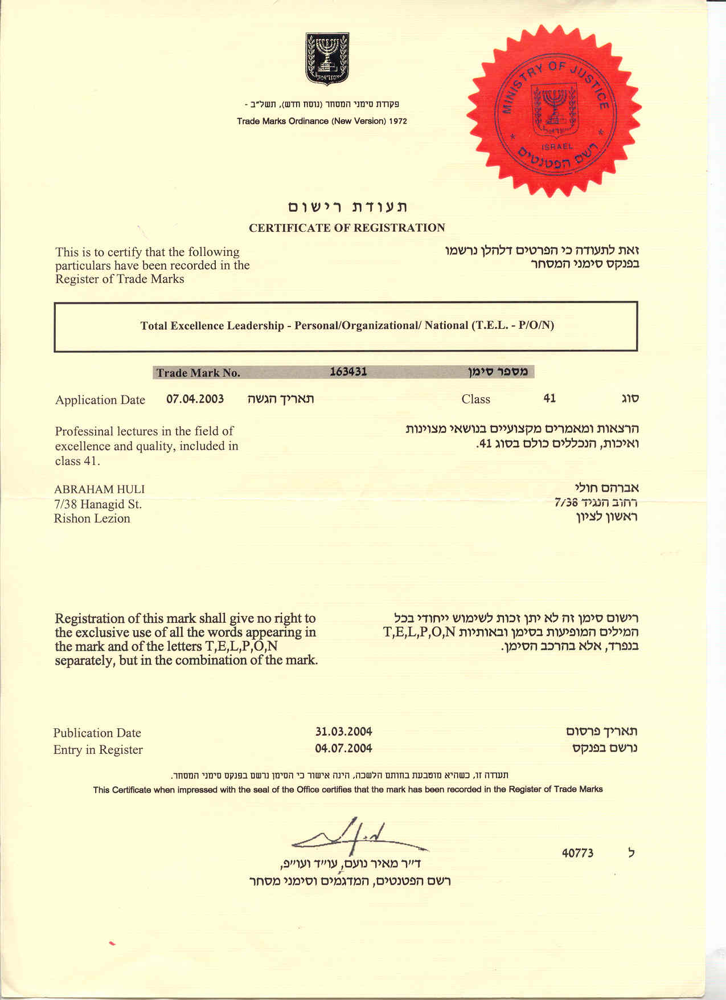 פקודת סימני המסחר (נוסח חדש), תשל"ב -
Trade Marks Ordinance (New Version) 1972
MINISTRY OF JUSTICE
ISRAEL
רשם הפטנטים
תעודת רישום
CERTIFICATE OF REGISTRATION
This is to certify that the following
particulars have been recorded in the
Register of Trade Marks
זאת לתעודה כי הפרטים דלהלן נרשמו
בפנקס סימני המסחר
Total Excellence Leadership - Personal/Organizational/ National (T.E.L. - P/O/N)
Trade Mark No. 163431 מספר סימן
Application Date 07.04.2003 תאריך הגשה Class 41 סוג
Professinal lectures in the field of
excellence and quality, included in
class 41.
הרצאות ומאמרים מקצועיים בנושאי מצוינות
ואיכות, הנכללים כולם בסוג 41.
ABRAHAM HULI
7/38 Hanagid St.
Rishon Lezion
אברהם חולי
רחוב הנגיד 7/38
ראשון לציון
Registration of this mark shall give no right to
the exclusive use of all the words appearing in
the mark and of the letters T,E,L,P,O,N
separately, but in the combination of the mark.
רישום סימן זה לא יתן זכות לשימוש ייחודי בכל
המילים המופיעות בסימן ובאותיות T,E,L,P,O,N
בנפרד, אלא בהרכב הסימן.
Publication Date 31.03.2004 תאריך פרסום
Entry in Register 04.07.2004 נרשם בפנקס
תעודה זו, כשהיא מוטבעת בחותם הלשכה, הינה אישור כי הסימן נרשם בפנקס סימני המסחר.
This Certificate when impressed with the seal of the Office certifies that the mark has been recorded in the Register of Trade Marks
ד"ר מאיר נועם, עו"ד ועו"פ,
רשם הפטנטים, המדגמים וסימני מסחר
40773 ל